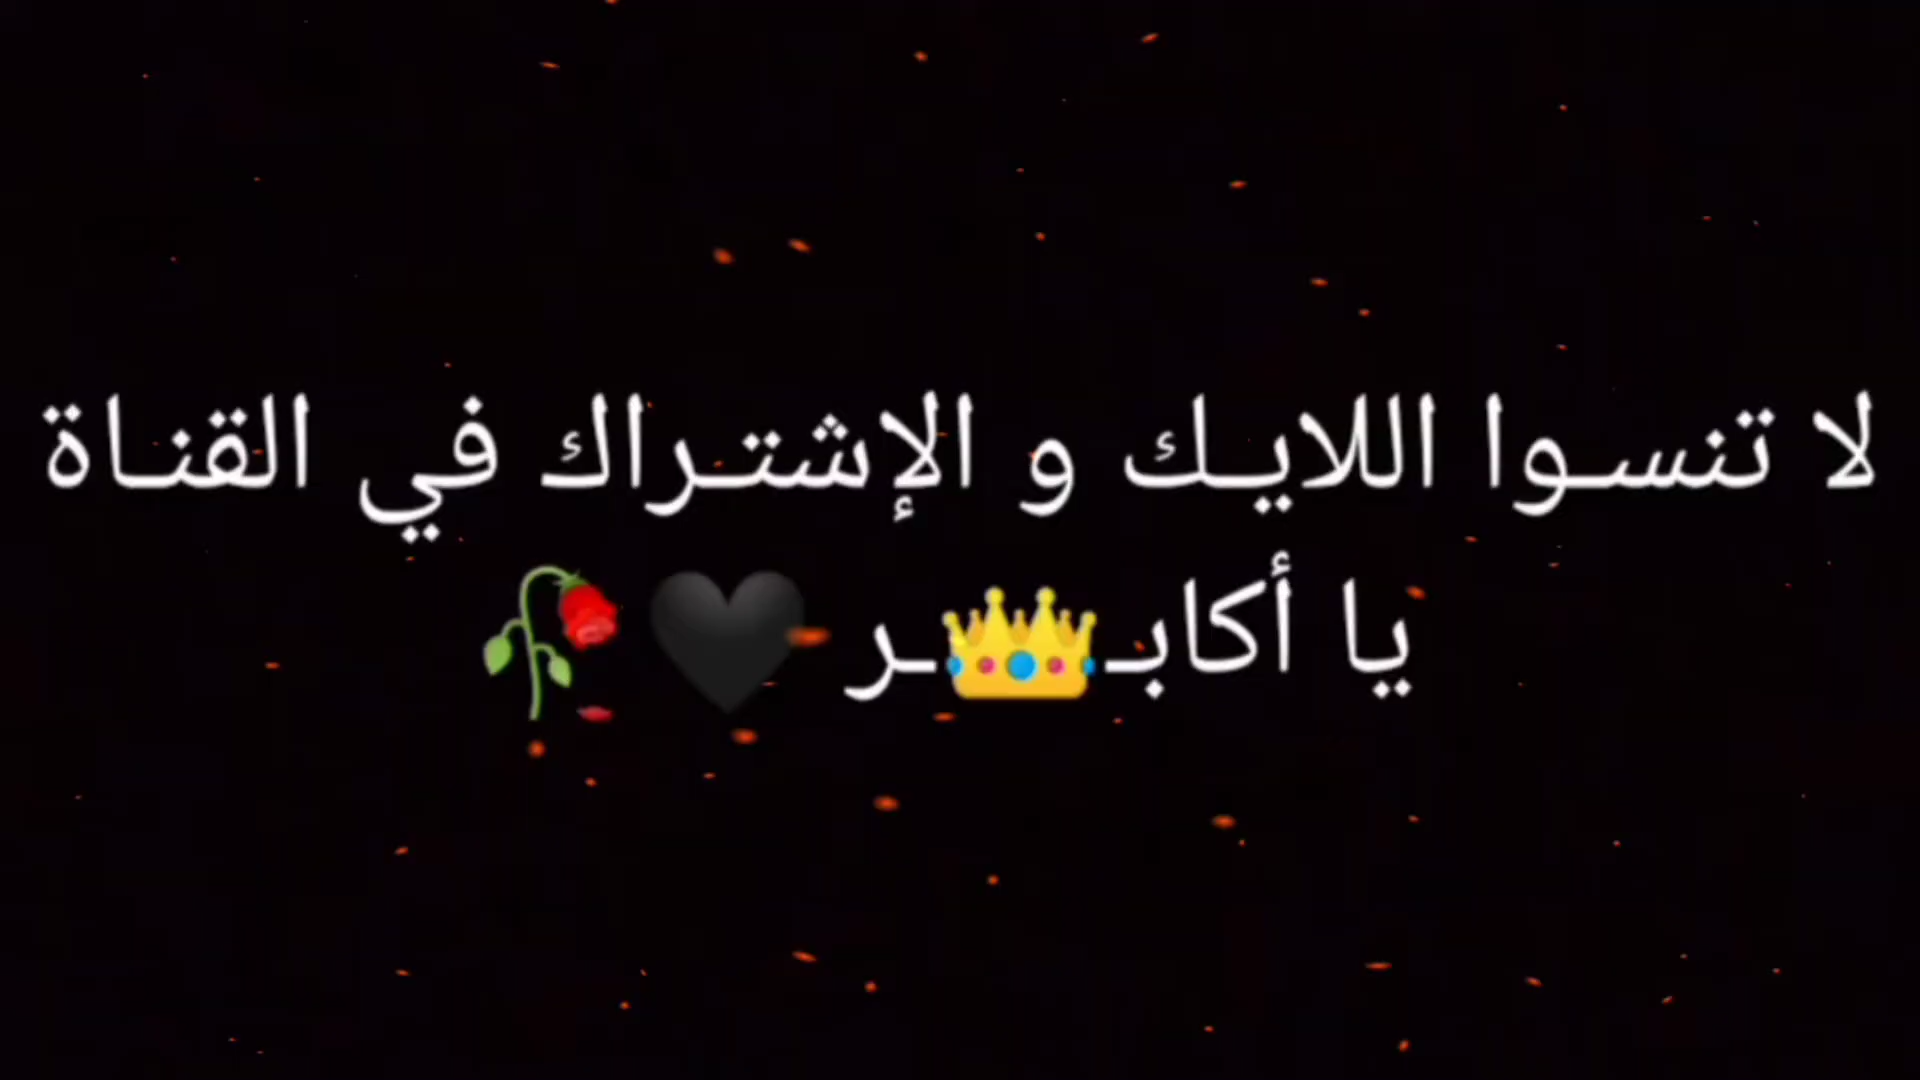 لا تنسـوا اللايـك و الإشتـراك في القنـاة
يا أكابـ👑ـر 🖤🥀